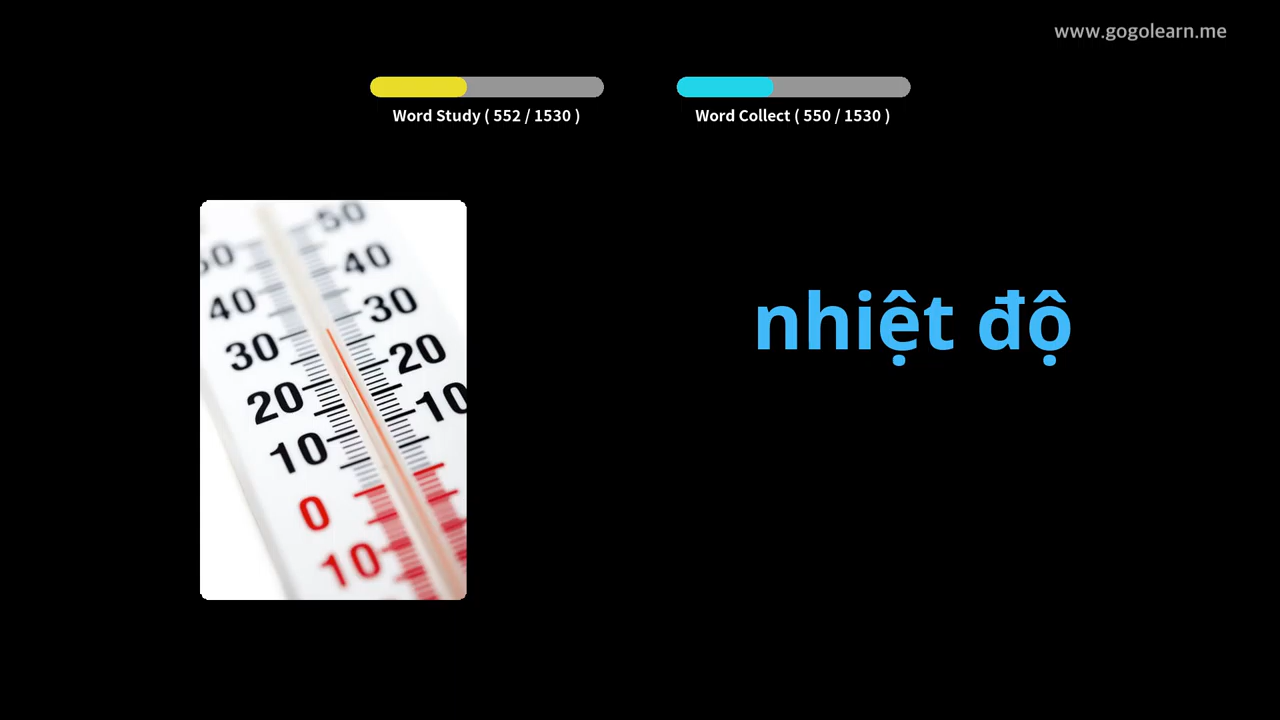 www.gogolearn.me
Word Study ( 552 / 1530 )
Word Collect ( 550 / 1530 )
50
40
40
30
30
20
20
10
10
0
10
nhiệt độ